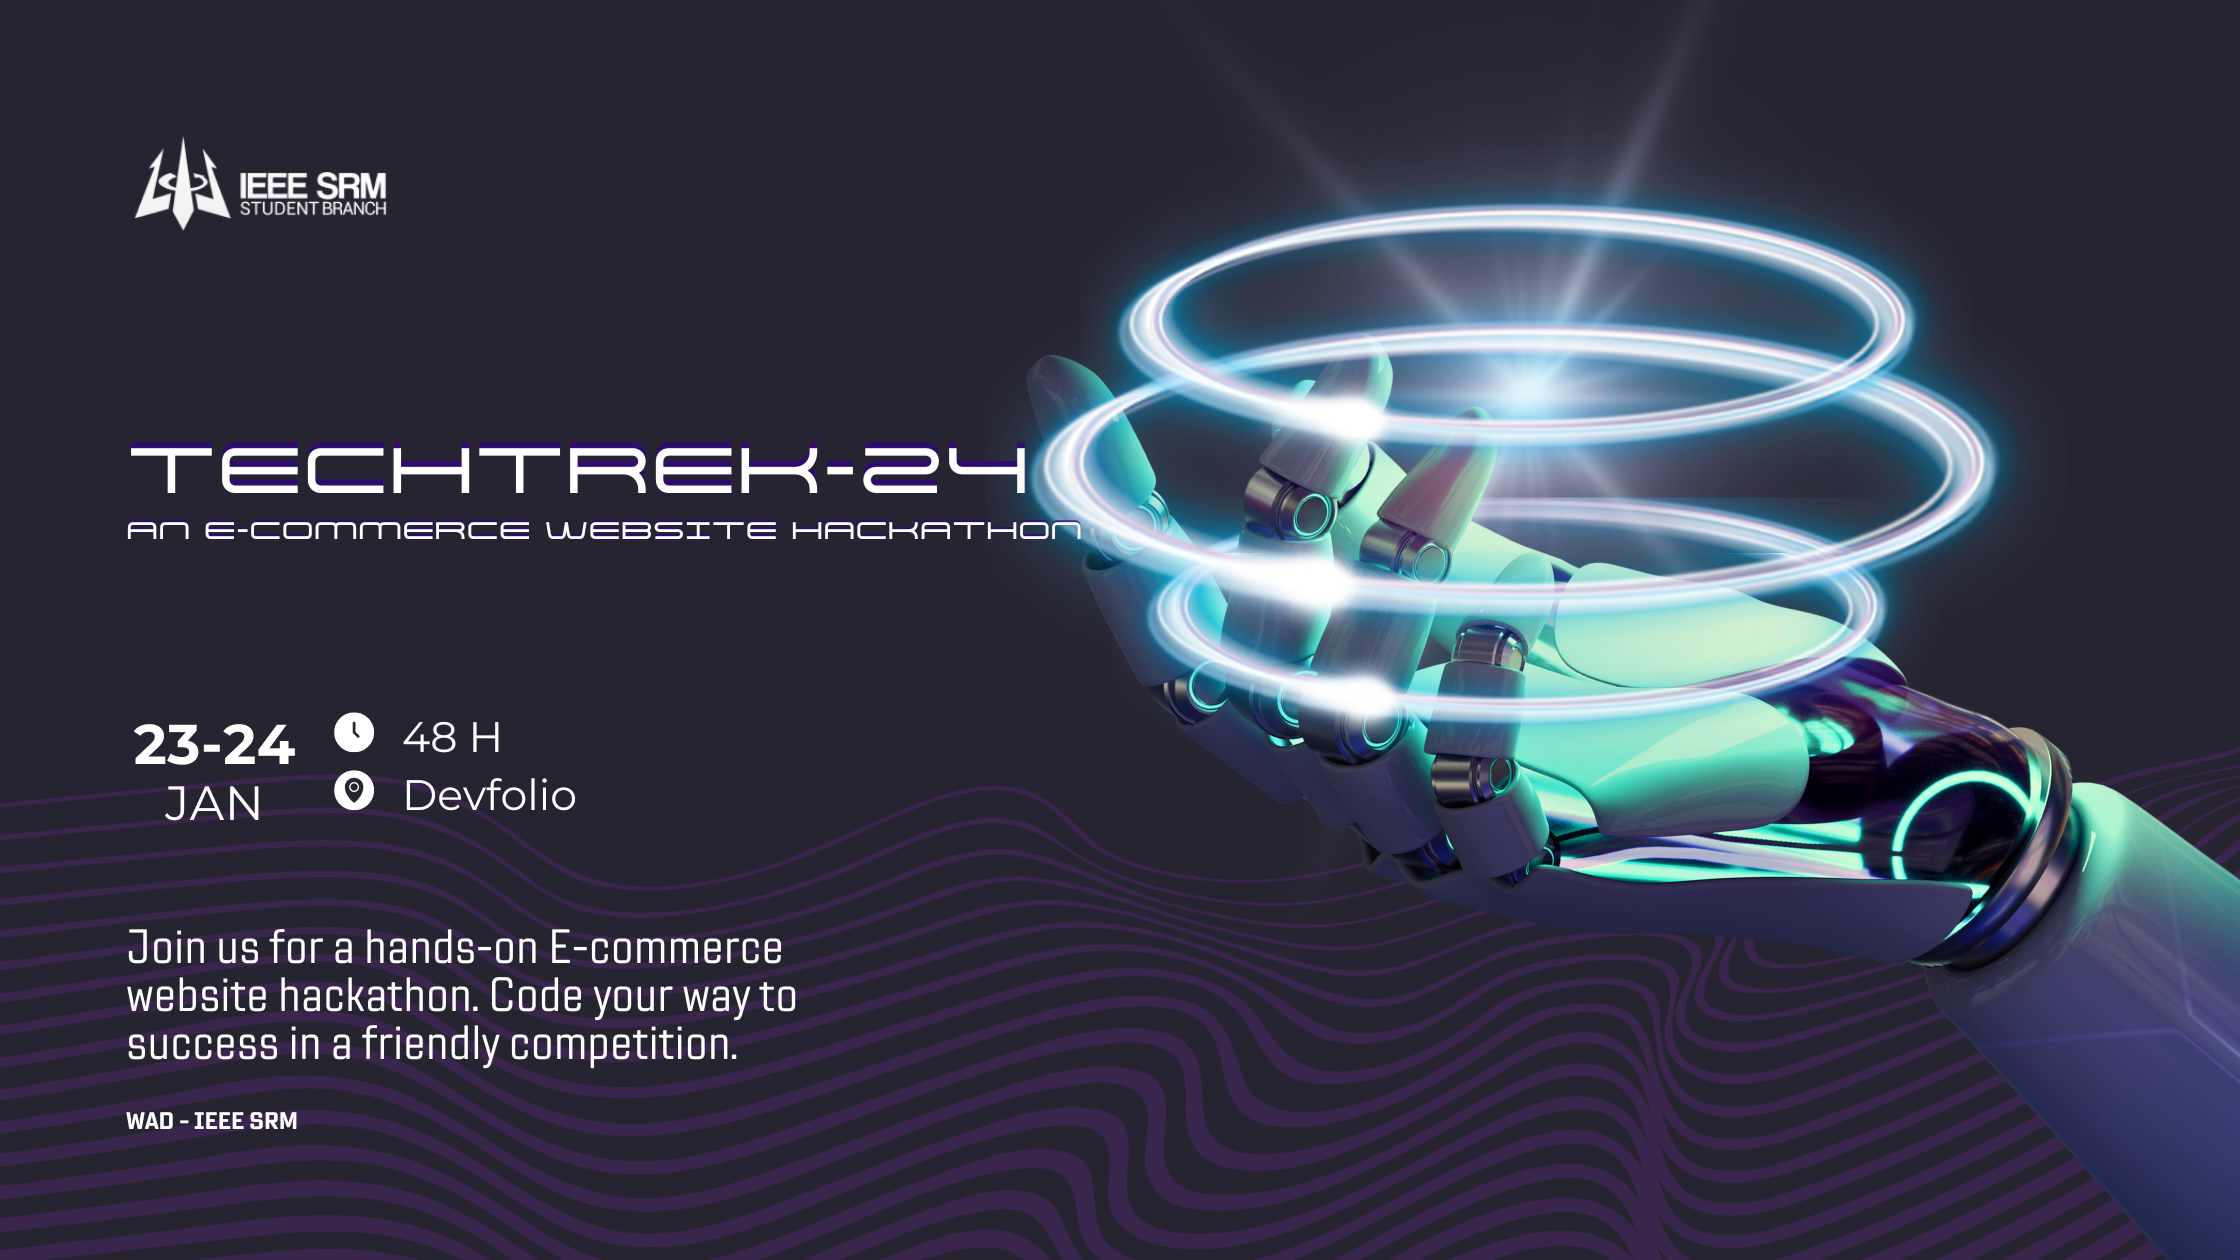 IEEE SRM
STUDENT BRANCH
TECHTREK-24
AN E-COMMERCE WEBSITE HACKATHON
23-24
JAN
48 H
Devfolio
Join us for a hands-on E-commerce
website hackathon. Code your way to
success in a friendly competition.
WAD - IEEE SRM